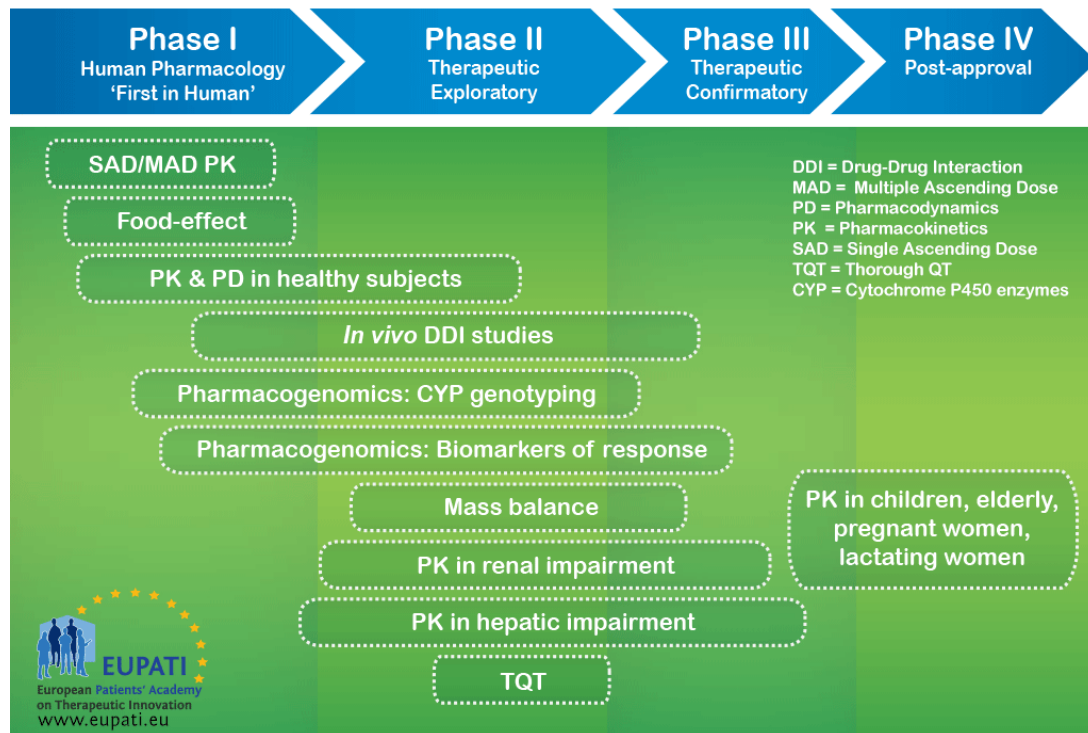 Phase I
Human Pharmacology
‘First in Human’
Phase II
Therapeutic
Exploratory
Phase III
Therapeutic
Confirmatory
Phase IV
Post-approval
SAD/MAD PK
Food-effect
PK & PD in healthy subjects
In vivo DDI studies
Pharmacogenomics: CYP genotyping
Pharmacogenomics: Biomarkers of response
Mass balance
PK in renal impairment
PK in hepatic impairment
TQT
DDI = Drug-Drug Interaction
MAD = Multiple Ascending Dose
PD = Pharmacodynamics
PK = Pharmacokinetics
SAD = Single Ascending Dose
TQT = Thorough QT
CYP = Cytochrome P450 enzymes
PK in children, elderly,
pregnant women,
lactating women
EUPATI
European Patients’ Academy
on Therapeutic Innovation
www.eupati.eu